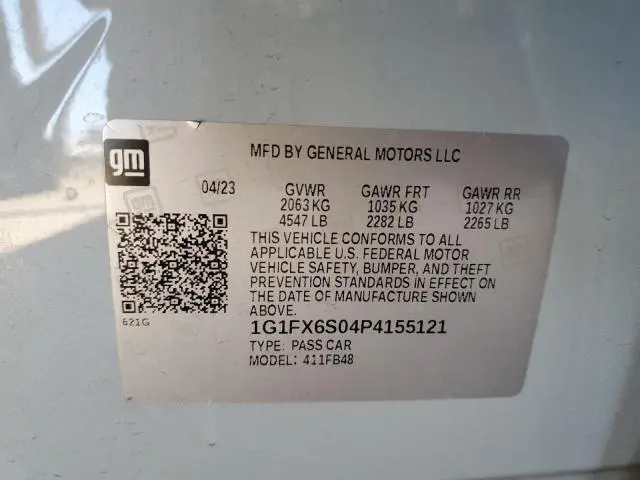 gm
MFD BY GENERAL MOTORS LLC
04/23 GVWR GAWR FRT GAWR RR
2063 KG 1035 KG 1027 KG
4547 LB 2282 LB 2265 LB
THIS VEHICLE CONFORMS TO ALL
APPLICABLE U.S. FEDERAL MOTOR
VEHICLE SAFETY, BUMPER, AND THEFT
PREVENTION STANDARDS IN EFFECT ON
THE DATE OF MANUFACTURE SHOWN
ABOVE.
621G
1G1FX6S04P4155121
TYPE: PASS CAR
MODEL: 411FB48